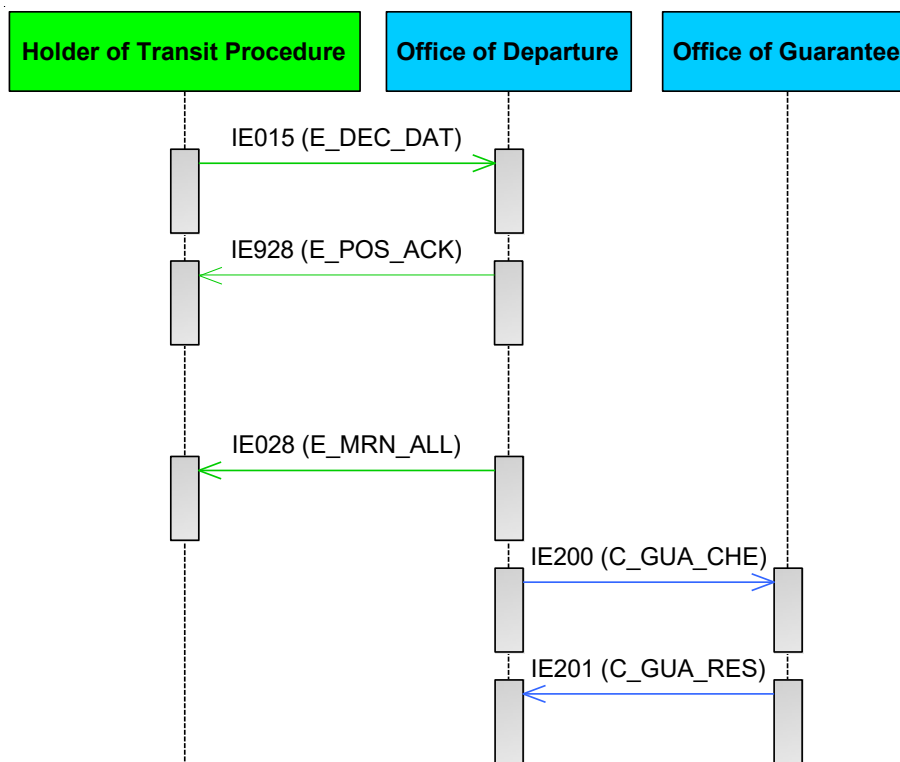 Holder of Transit Procedure
Office of Departure
Office of Guarantee
IE015 (E_DEC_DAT)
IE928 (E_POS_ACK)
IE028 (E_MRN_ALL)
IE200 (C_GUA_CHE)
IE201 (C_GUA_RES)